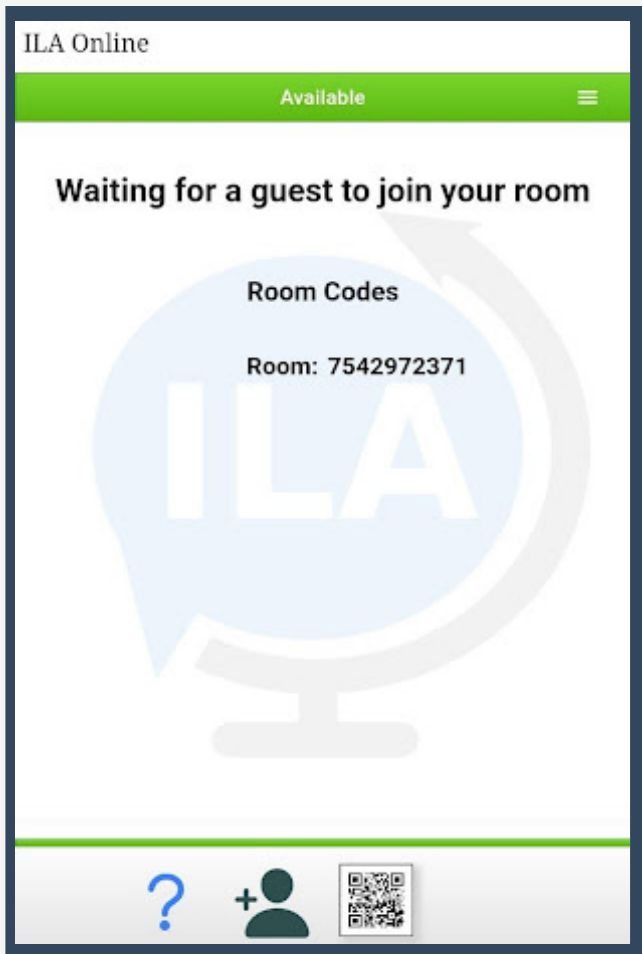 ILA Online
Available
Waiting for a guest to join your room
Room Codes
Room: 7542972371
ILA
?